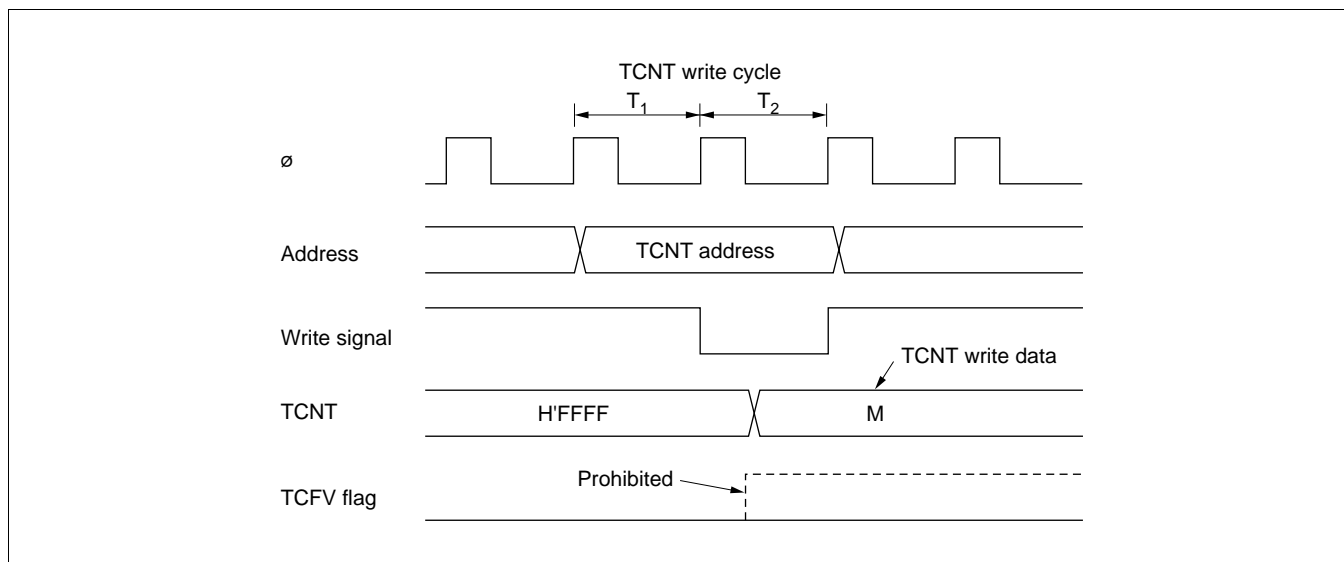 TCNT write cycle
T1 T2
ø
Address TCNT address
Write signal
TCNT write data
TCNT H'FFFF M
Prohibited
TCFV flag